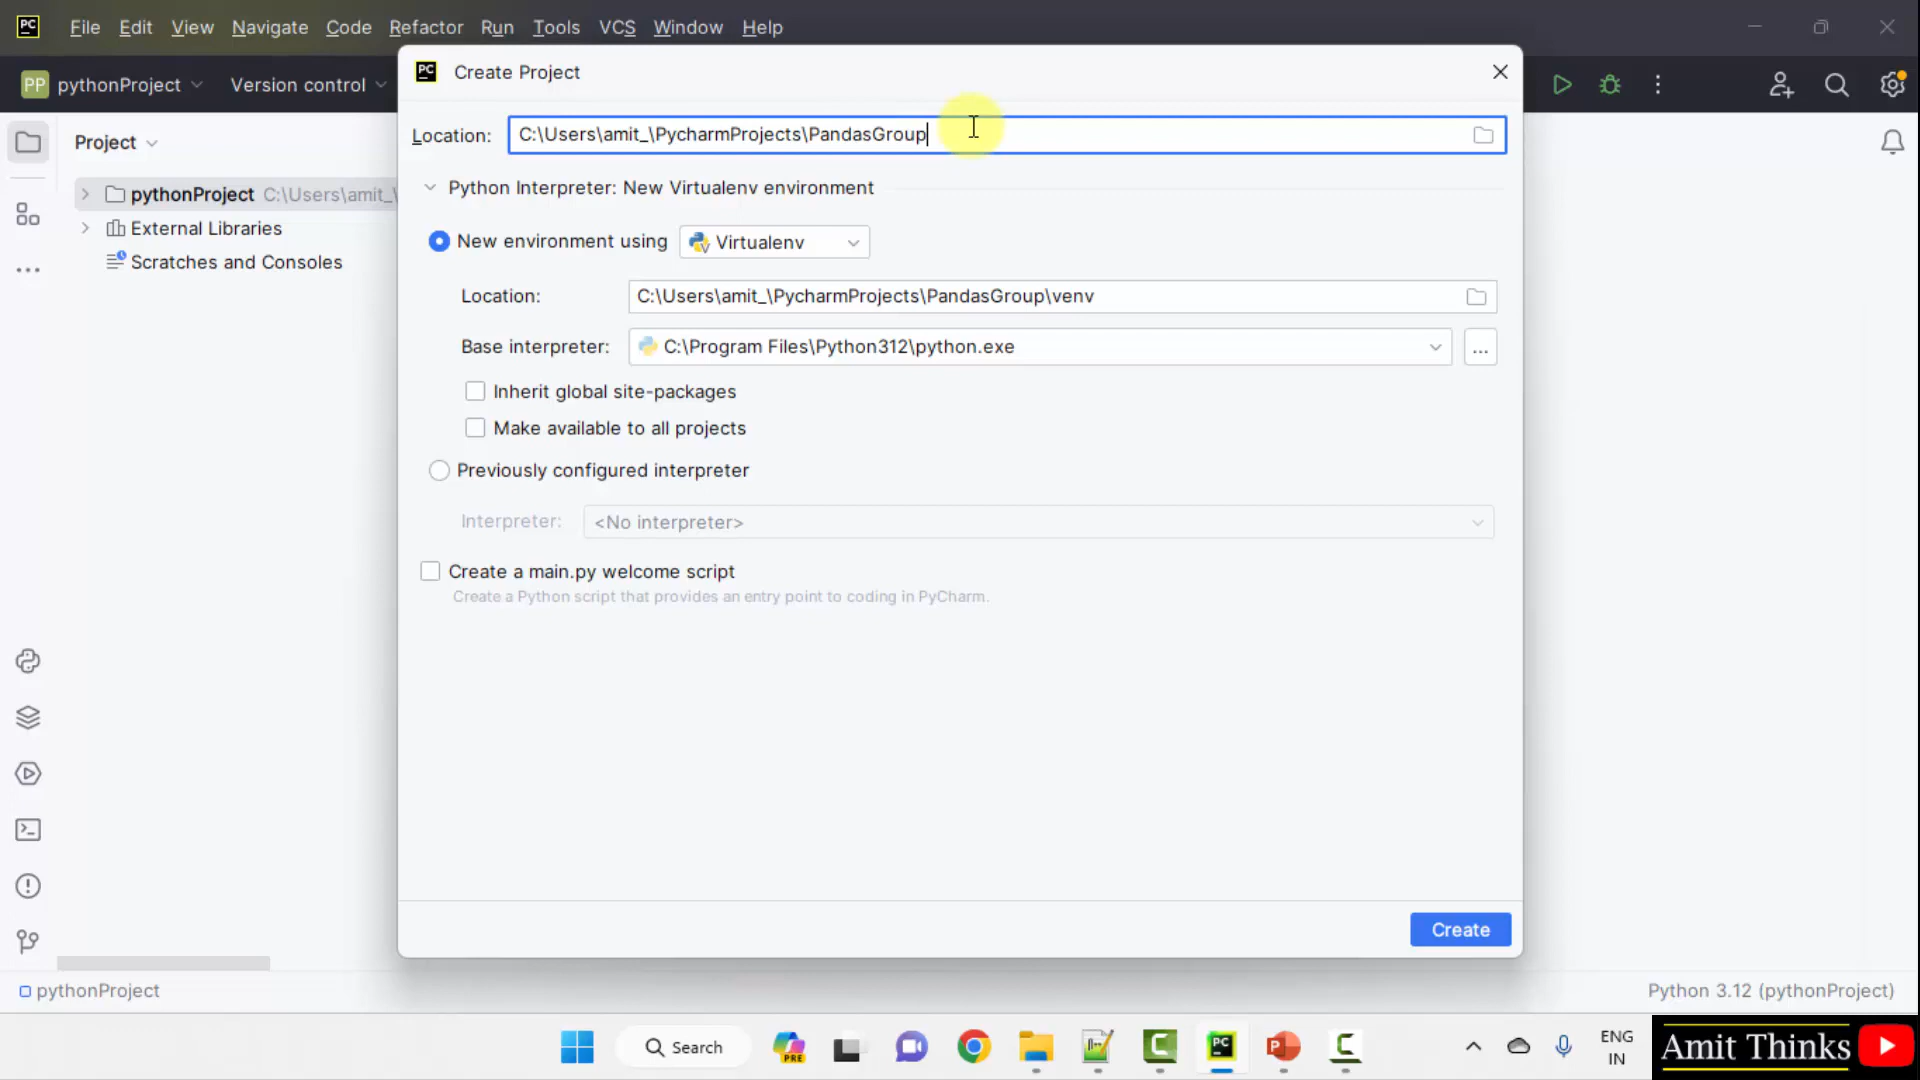 PC File Edit View Navigate Code Refactor Run Tools VCS Window Help
PP pythonProject Version control
PC Create Project
Project
pythonProject C:\Users\amit_\
External Libraries
Scratches and Consoles
Location: C:\Users\amit_\PycharmProjects\PandasGroup
Python Interpreter: New Virtualenv environment
New environment using Virtualenv
Location: C:\Users\amit_\PycharmProjects\PandasGroup\venv
Base interpreter: C:\Program Files\Python312\python.exe ...
Inherit global site-packages
Make available to all projects
Previously configured interpreter
Interpreter: <No interpreter>
Create a main.py welcome script
Create a Python script that provides an entry point to coding in PyCharm.
Create
pythonProject
Python 3.12 (pythonProject)
Search
PRE
PC
ENG
IN
Amit Thinks